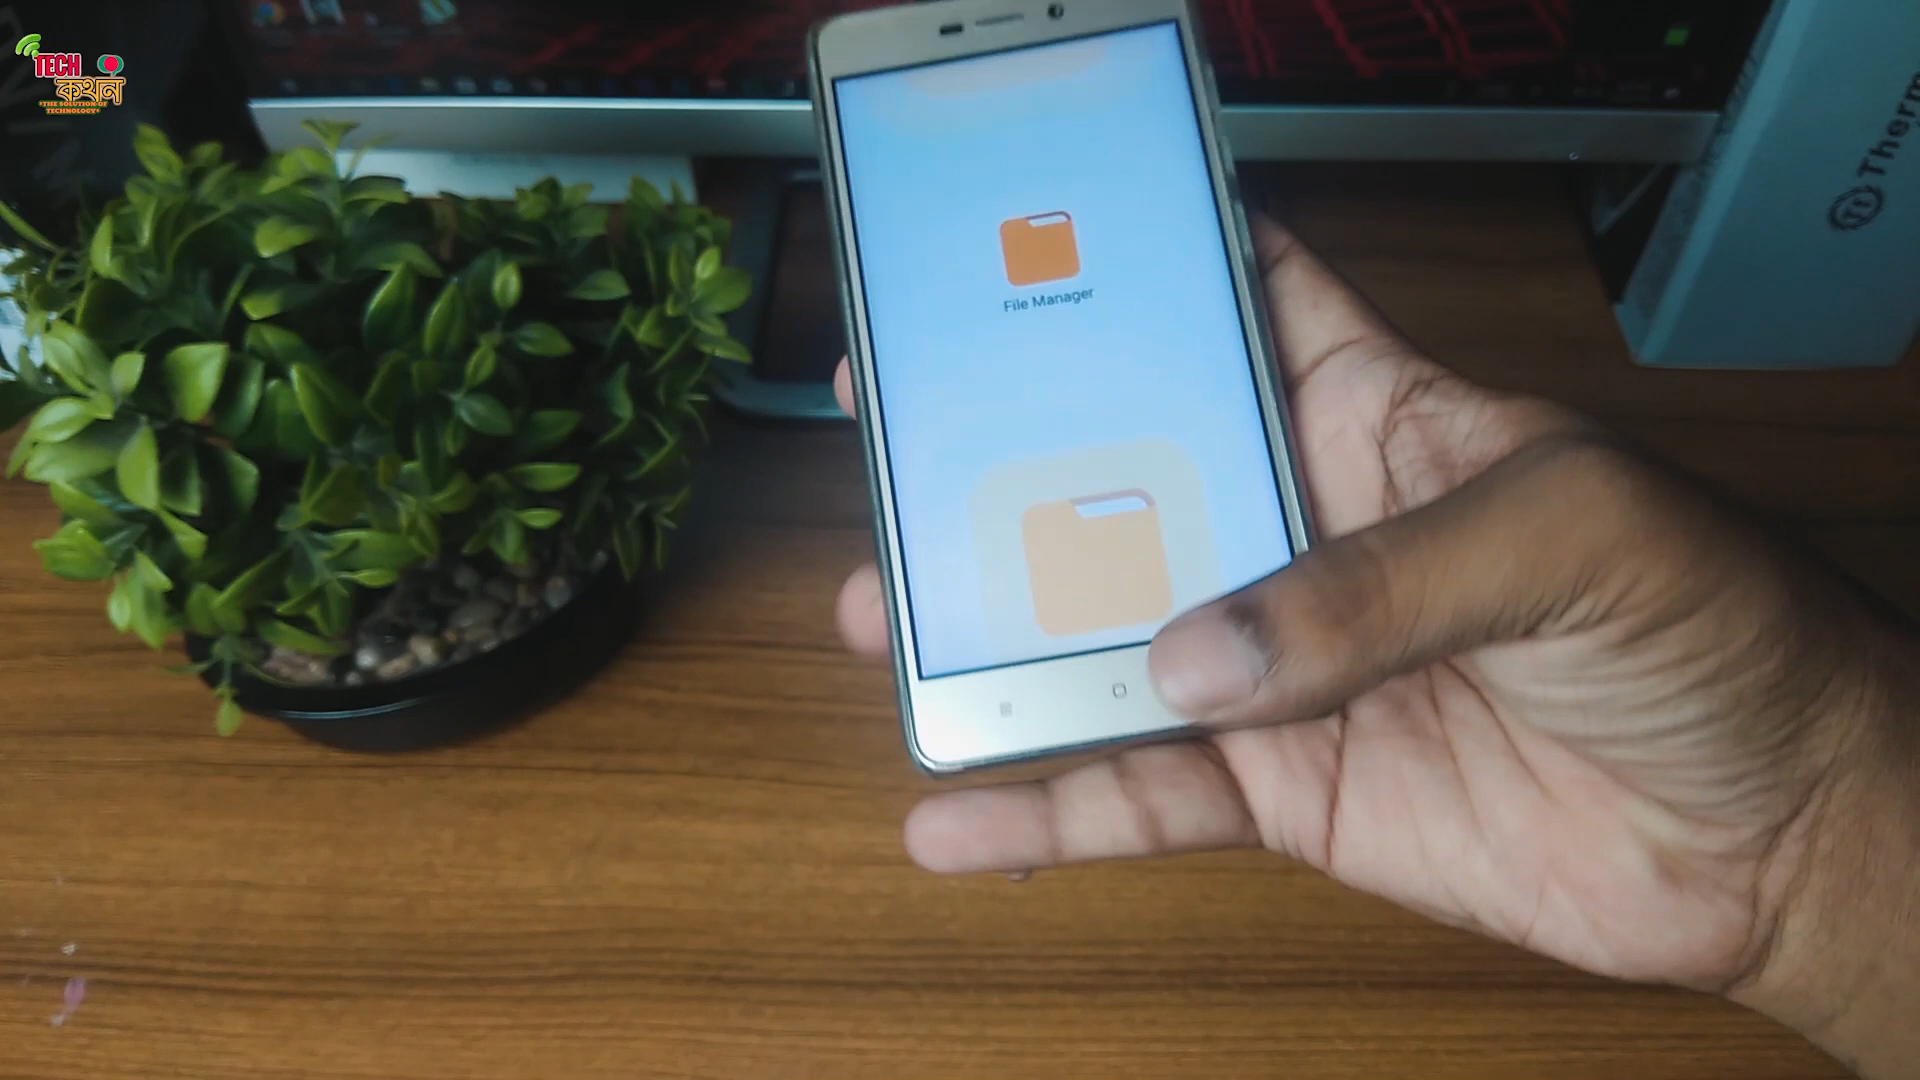 TECH
কথন
*THE SOLUTION OF
TECHNOLOGY*
File Manager
Therm